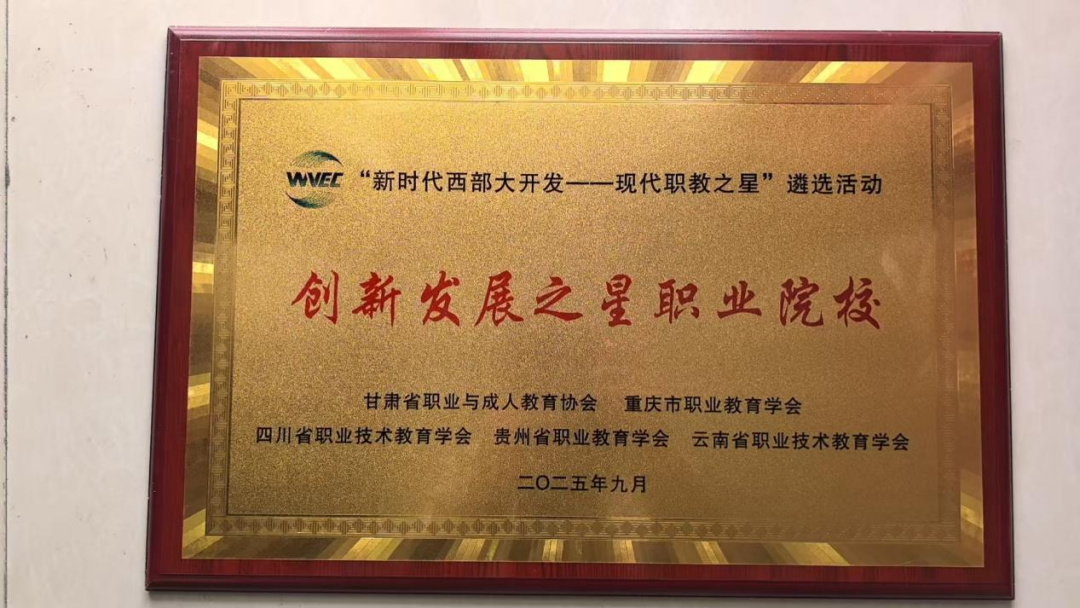 WVEC “新时代西部大开发——现代职教之星”遴选活动
创新发展之星职业院校
甘肃省职业与成人教育协会 重庆市职业教育学会
四川省职业技术教育学会 贵州省职业教育学会 云南省职业技术教育学会
二〇二五年九月